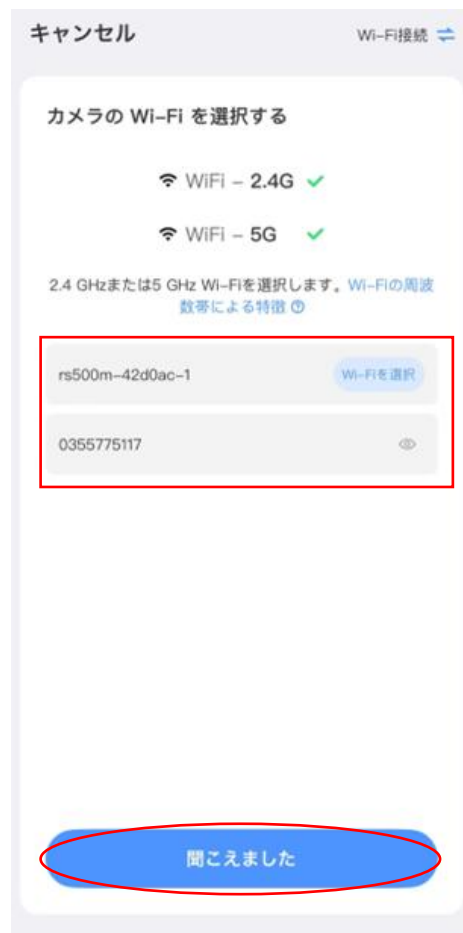 キャンセル
Wi-Fi接続
カメラの Wi-Fi を選択する
WiFi - 2.4G
WiFi - 5G
2.4 GHzまたは5 GHz Wi-Fiを選択します。Wi-Fiの周波
数帯による特徴
rs500m-42d0ac-1
Wi-Fiを選択
0355775117
聞こえました